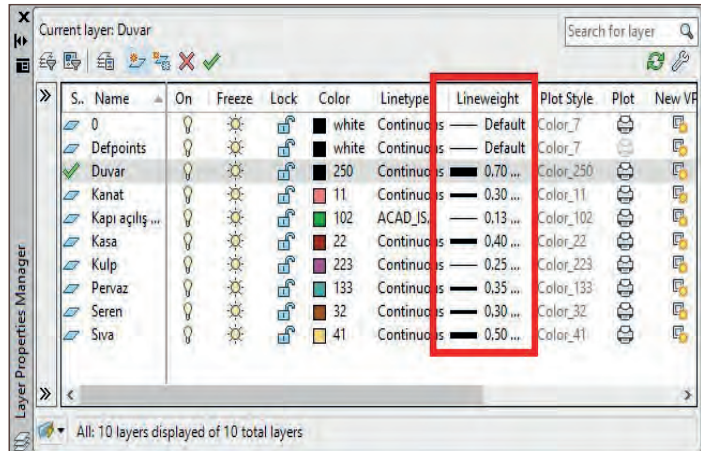 Current layer: Duvar
Search for layer
S.. Name On Freeze Lock Color Linetype Lineweight Plot Style Plot New VP
0 white Continuous Default Color_7
Defpoints white Continuous Default Color_7
Duvar 250 Continuous 0,70 ... Color_250
Kanat 11 Continuous 0,30 ... Color_11
Kapı açılış ... 102 ACAD_IS... 0,13 ... Color_102
Kasa 22 Continuous 0,40 ... Color_22
Kulp 223 Continuous 0,25 ... Color_223
Pervaz 133 Continuous 0,35 ... Color_133
Seren 32 Continuous 0,30 ... Color_32
Sıva 41 Continuous 0,50 ... Color_41
Layer Properties Manager
All: 10 layers displayed of 10 total layers